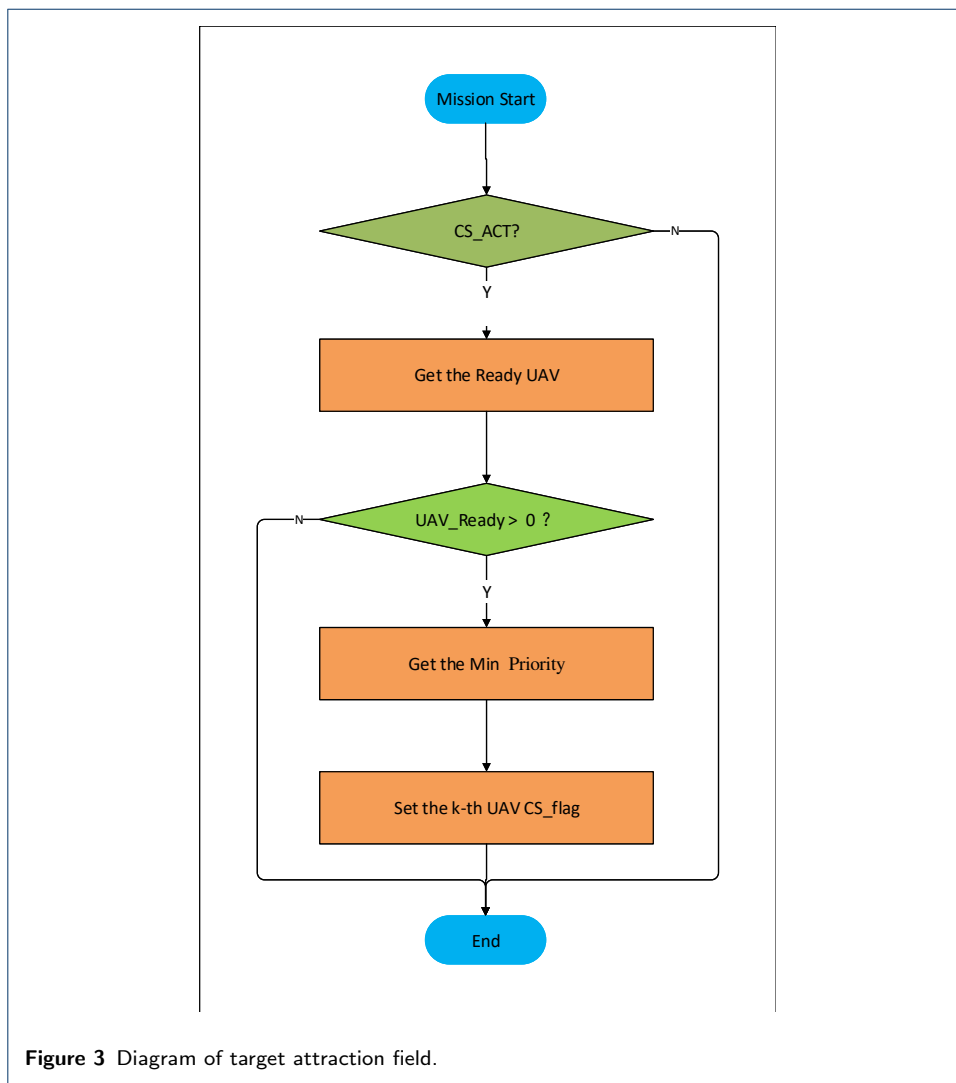 Mission Start
CS_ACT?
N
Y
Get the Ready UAV
UAV_Ready > 0 ?
N
Y
Get the Min Priority
Set the k-th UAV CS_flag
End
Figure 3 Diagram of target attraction field.